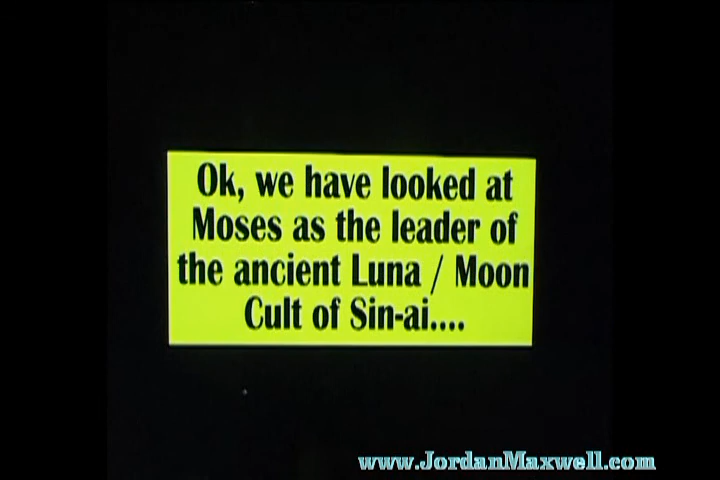 Ok, we have looked at
Moses as the leader of
the ancient Luna / Moon
Cult of Sin-ai....
www.JordanMaxwell.com